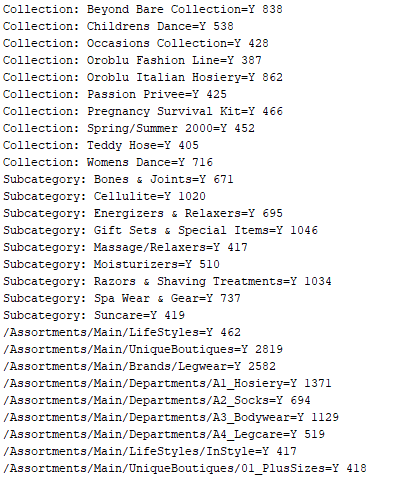 Collection: Beyond Bare Collection=Y 838
Collection: Childrens Dance=Y 538
Collection: Occasions Collection=Y 428
Collection: Oroblu Fashion Line=Y 387
Collection: Oroblu Italian Hosiery=Y 862
Collection: Passion Privee=Y 425
Collection: Pregnancy Survival Kit=Y 466
Collection: Spring/Summer 2000=Y 452
Collection: Teddy Hose=Y 405
Collection: Womens Dance=Y 716
Subcategory: Bones & Joints=Y 671
Subcategory: Cellulite=Y 1020
Subcategory: Energizers & Relaxers=Y 695
Subcategory: Gift Sets & Special Items=Y 1046
Subcategory: Massage/Relaxers=Y 417
Subcategory: Moisturizers=Y 510
Subcategory: Razors & Shaving Treatments=Y 1034
Subcategory: Spa Wear & Gear=Y 737
Subcategory: Suncare=Y 419
/Assortments/Main/LifeStyles=Y 462
/Assortments/Main/UniqueBoutiques=Y 2819
/Assortments/Main/Brands/Legwear=Y 2582
/Assortments/Main/Departments/A1_Hosiery=Y 1371
/Assortments/Main/Departments/A2_Socks=Y 694
/Assortments/Main/Departments/A3_Bodywear=Y 1129
/Assortments/Main/Departments/A4_Legcare=Y 519
/Assortments/Main/LifeStyles/InStyle=Y 417
/Assortments/Main/UniqueBoutiques/01_PlusSizes=Y 418